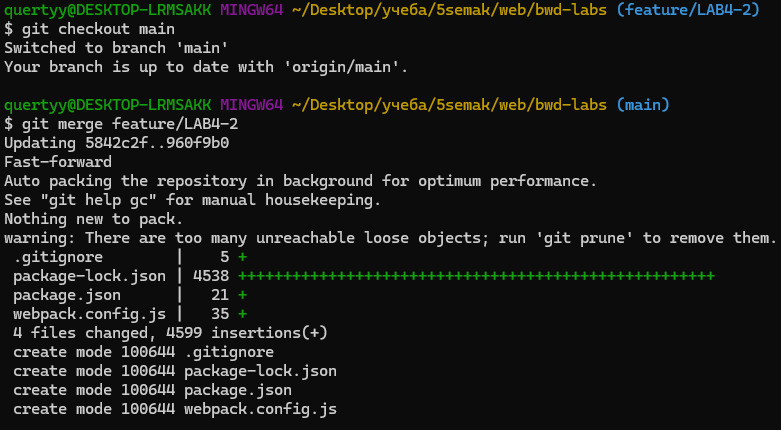 quertyy@DESKTOP-LRMSAKK MINGW64 ~/Desktop/учеба/5semak/web/bwd-labs (feature/LAB4-2)
$ git checkout main
Switched to branch 'main'
Your branch is up to date with 'origin/main'.

quertyy@DESKTOP-LRMSAKK MINGW64 ~/Desktop/учеба/5semak/web/bwd-labs (main)
$ git merge feature/LAB4-2
Updating 5842c2f..960f9b0
Fast-forward
Auto packing the repository in background for optimum performance.
See "git help gc" for manual housekeeping.
Nothing new to pack.
warning: There are too many unreachable loose objects; run 'git prune' to remove them.
 .gitignore        |    5 +
 package-lock.json | 4538 +++++++++++++++++++++++++++++++++++++++++++++++++++++
 package.json      |   21 +
 webpack.config.js |   35 +
 4 files changed, 4599 insertions(+)
 create mode 100644 .gitignore
 create mode 100644 package-lock.json
 create mode 100644 package.json
 create mode 100644 webpack.config.js